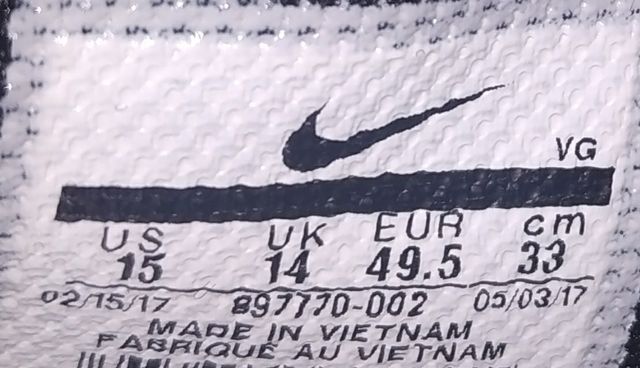 VG
US UK EUR cm
15 14 49.5 33
02/15/17 897770-002 05/03/17
MADE IN VIETNAM
FABRIQUÉ AU VIETNAM